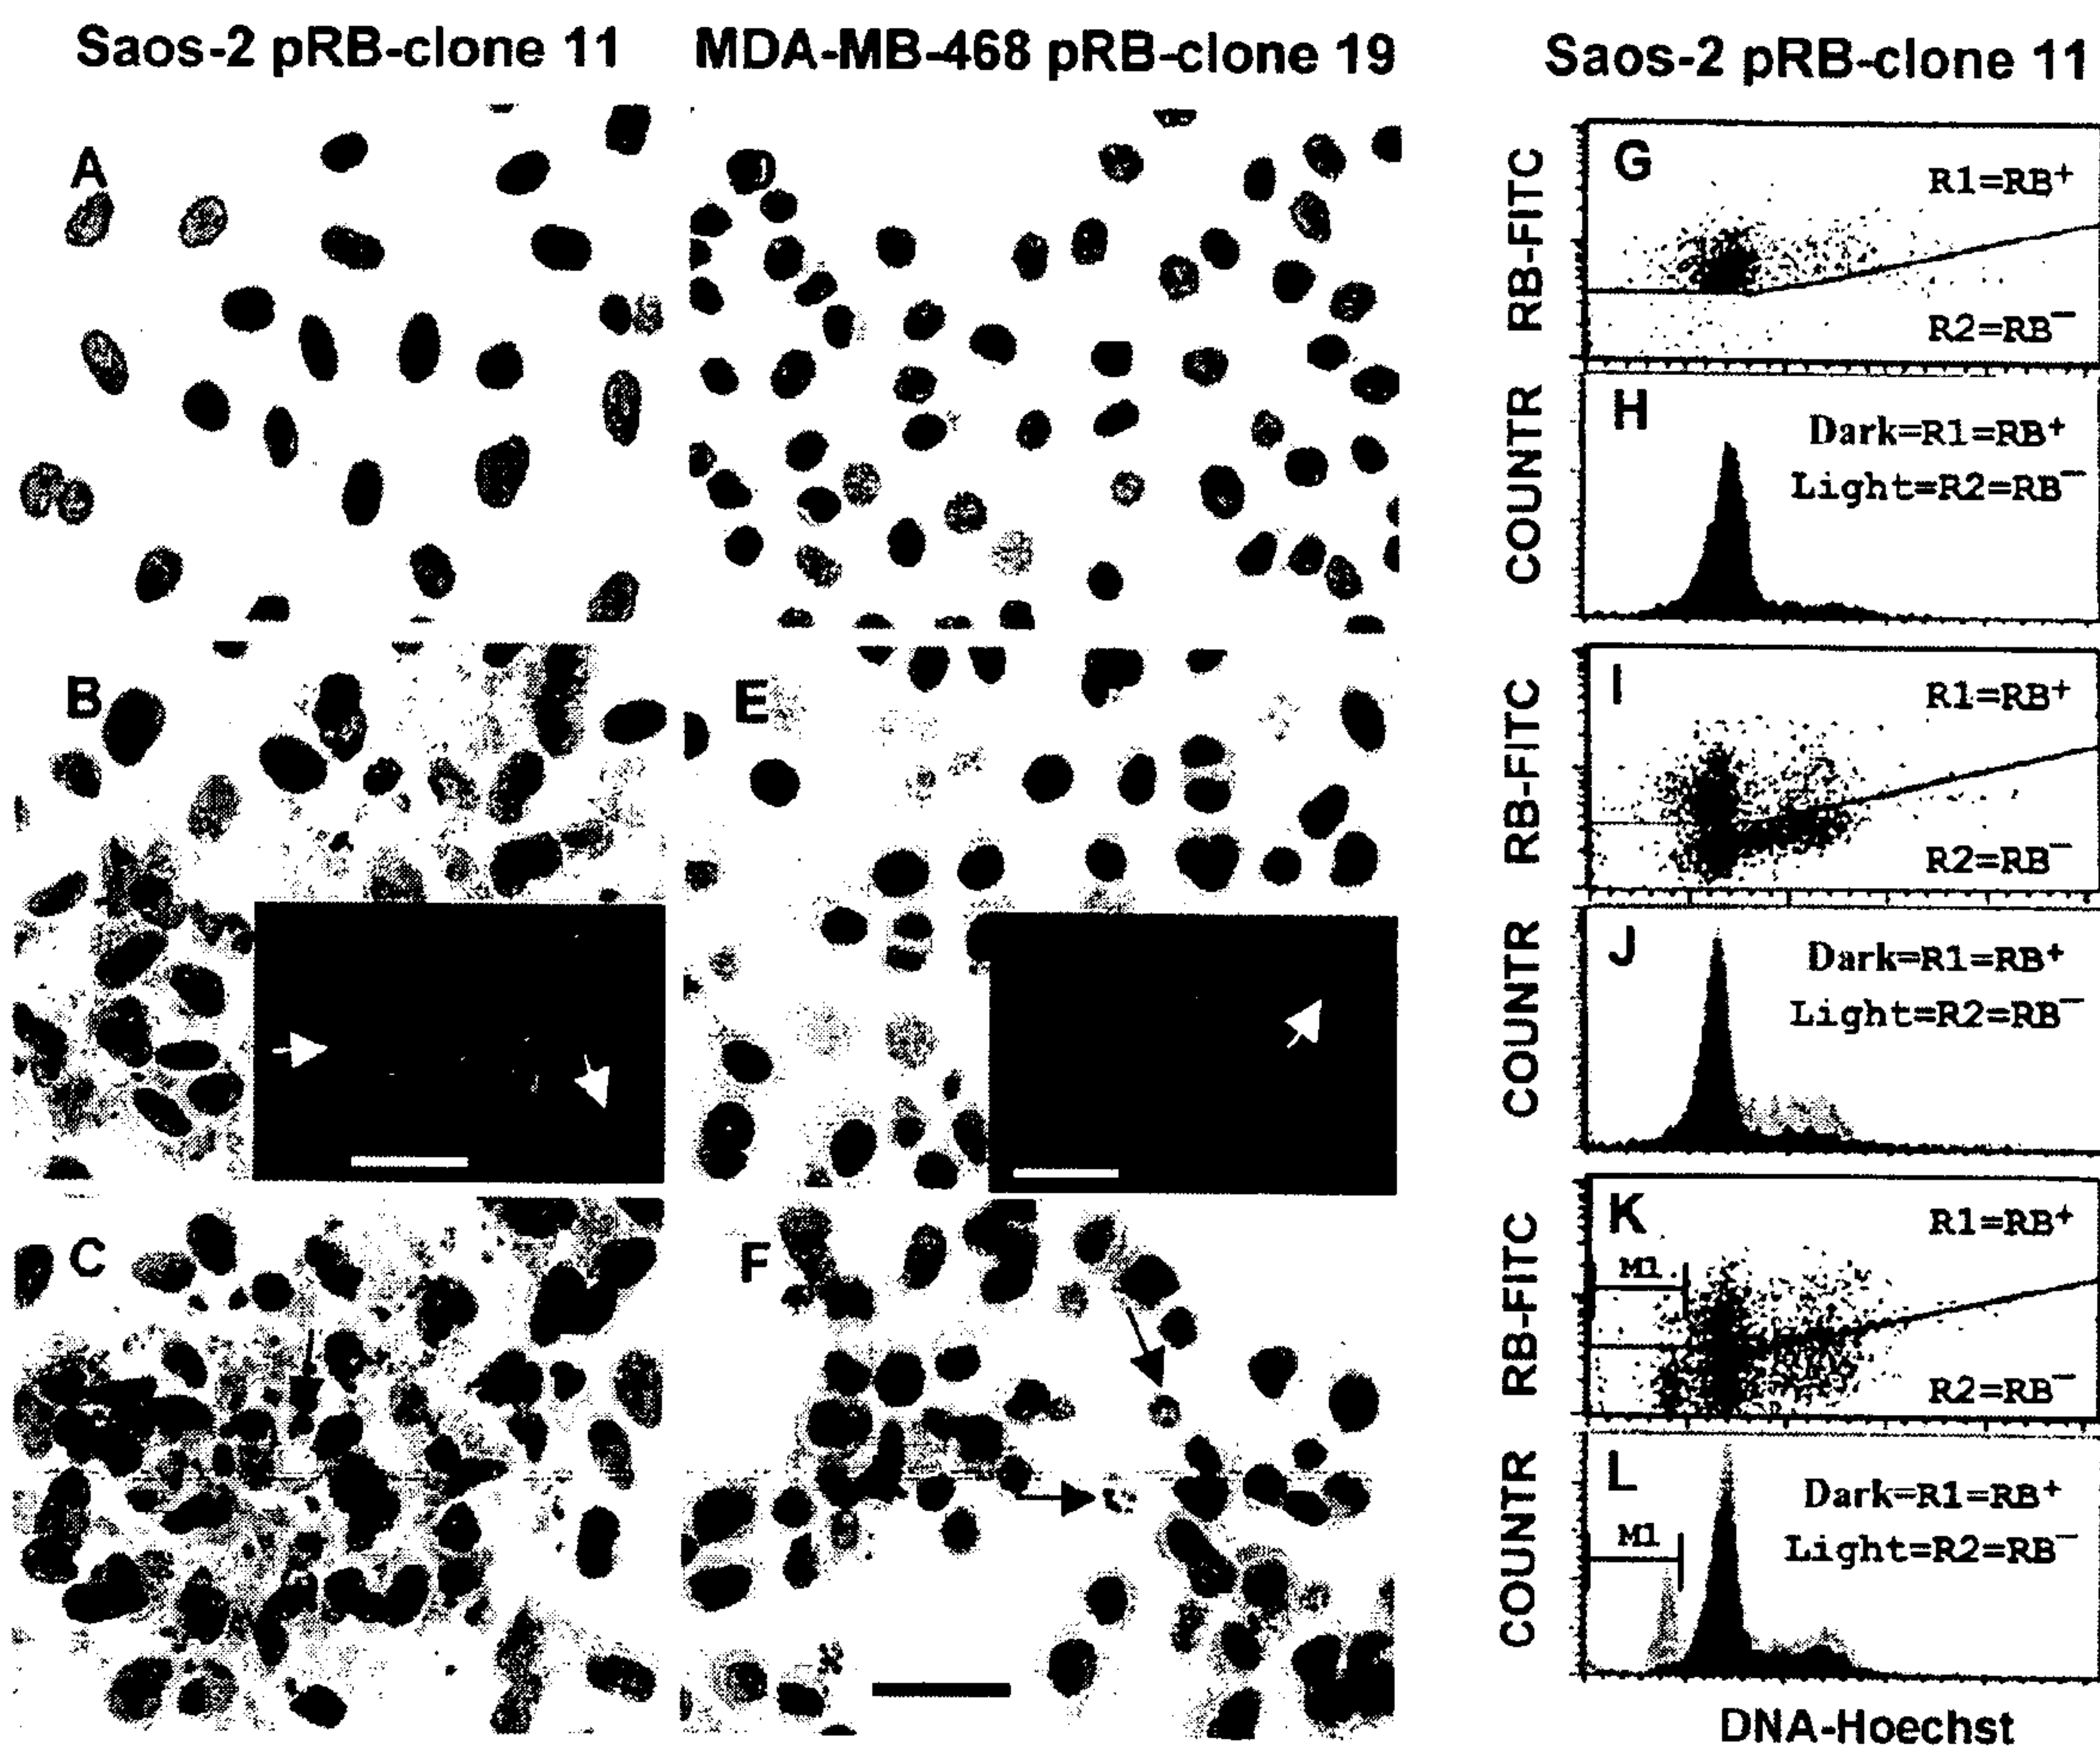 Saos-2 pRB-clone 11
MDA-MB-468 pRB-clone 19
Saos-2 pRB-clone 11
A
B
C
E
F
RB-FITC
G
R1=RB+
R2=RB−
COUNTR
H
Dark=R1=RB+
Light=R2=RB−
RB-FITC
I
R1=RB+
R2=RB−
COUNTR
J
Dark=R1=RB+
Light=R2=RB−
RB-FITC
K
R1=RB+
M1
R2=RB−
COUNTR
L
Dark=R1=RB+
M1
Light=R2=RB−
DNA-Hoechst